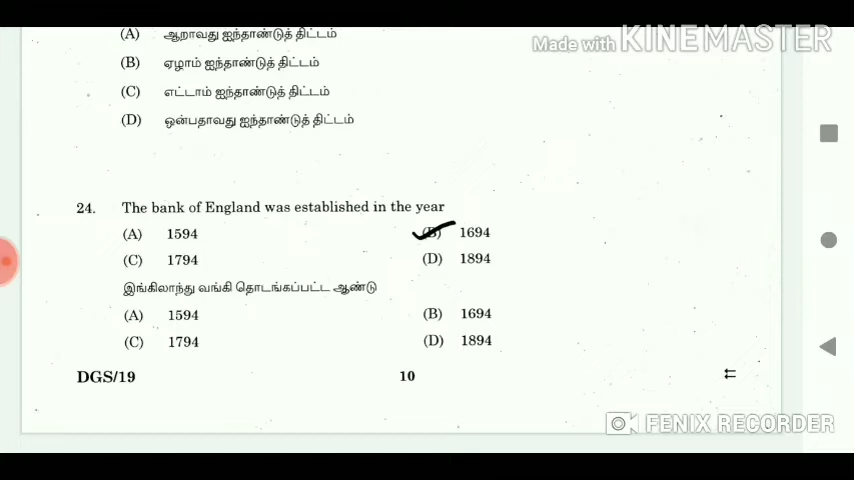 (A) ஆறாவது ஐந்தாண்டுத் திட்டம்
Made with KINEMASTER
(B) ஏழாம் ஐந்தாண்டுத் திட்டம்
(C) எட்டாம் ஐந்தாண்டுத் திட்டம்
(D) ஒன்பதாவது ஐந்தாண்டுத் திட்டம்
24. The bank of England was established in the year
(A) 1594 (B) 1694
(C) 1794 (D) 1894
இங்கிலாந்து வங்கி தொடங்கப்பட்ட ஆண்டு
(A) 1594 (B) 1694
(C) 1794 (D) 1894
DGS/19 10 ⇇
FENIX RECORDER